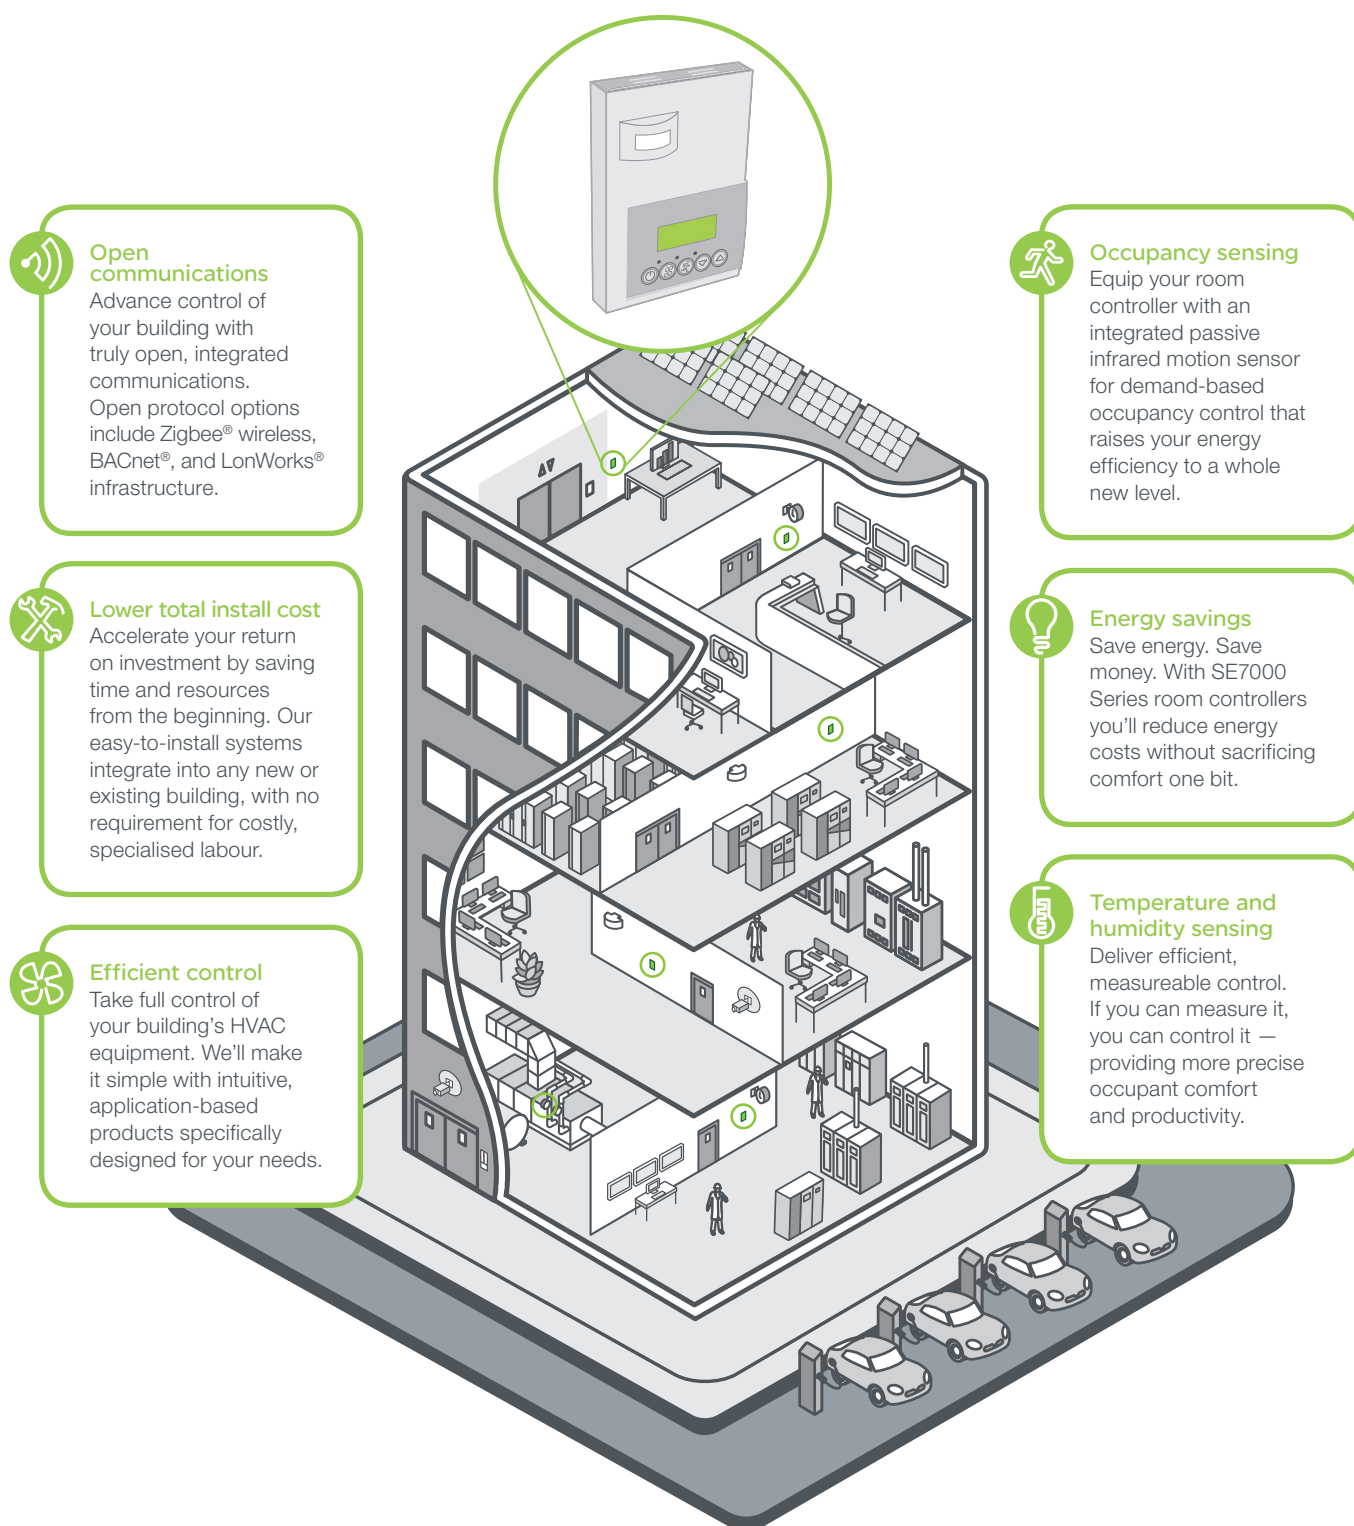 Open
communications
Advance control of
your building with
truly open, integrated
communications.
Open protocol options
include Zigbee® wireless,
BACnet®, and LonWorks®
infrastructure.
Lower total install cost
Accelerate your return
on investment by saving
time and resources
from the beginning. Our
easy-to-install systems
integrate into any new or
existing building, with no
requirement for costly,
specialised labour.
Efficient control
Take full control of
your building’s HVAC
equipment. We’ll make
it simple with intuitive,
application-based
products specifically
designed for your needs.
Occupancy sensing
Equip your room
controller with an
integrated passive
infrared motion sensor
for demand-based
occupancy control that
raises your energy
efficiency to a whole
new level.
Energy savings
Save energy. Save
money. With SE7000
Series room controllers
you’ll reduce energy
costs without sacrificing
comfort one bit.
Temperature and
humidity sensing
Deliver efficient,
measureable control.
If you can measure it,
you can control it —
providing more precise
occupant comfort
and productivity.